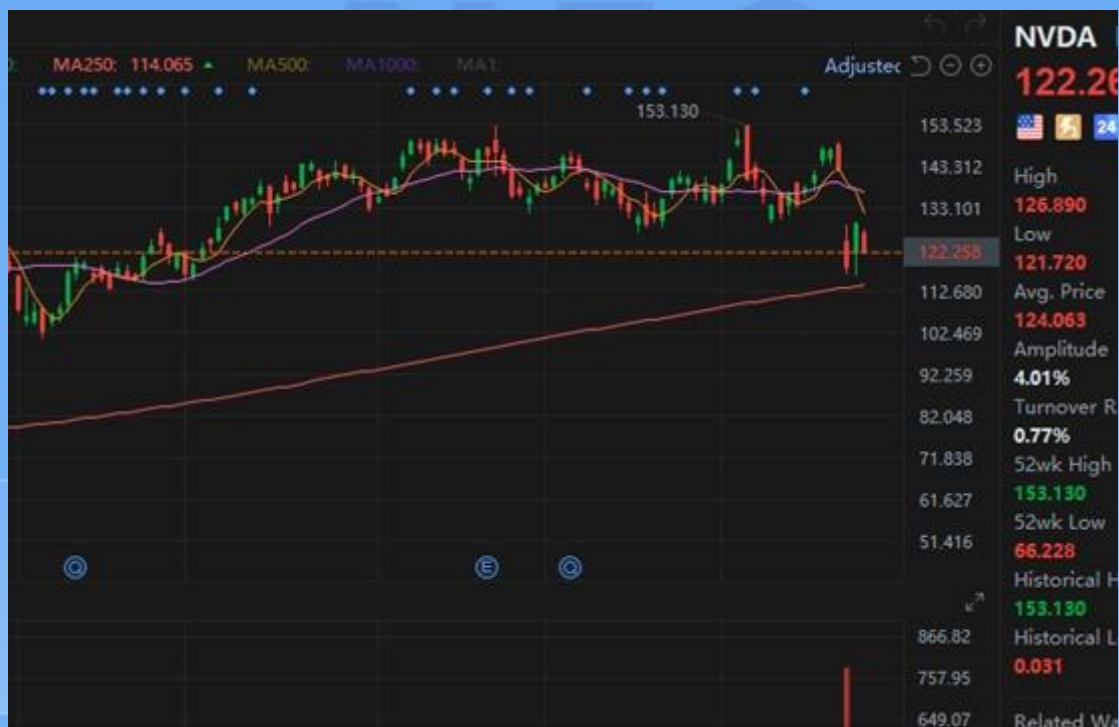 NVDA
MA250: 114.065
MA500:
MA1000:
MA1:
Adjusted
122.26
153.130
153.523
143.312
133.101
122.258
112.680
102.469
92.259
82.048
71.838
61.627
51.416
Q
E
Q
866.82
757.95
649.07
24
High
126.890
Low
121.720
Avg. Price
124.063
Amplitude
4.01%
Turnover R
0.77%
52wk High
153.130
52wk Low
66.228
Historical H
153.130
Historical L
0.031
Related Wa